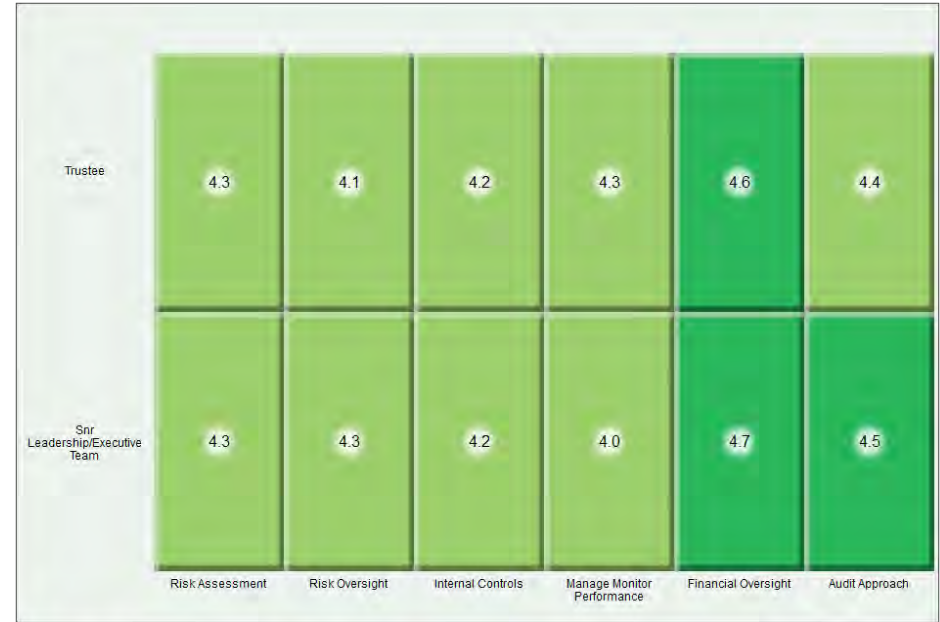 Trustee
4.3 4.1 4.2 4.3 4.6 4.4
Snr
Leadership/Executive
Team
4.3 4.3 4.2 4.0 4.7 4.5
Risk Assessment Risk Oversight Internal Controls Manage Monitor Financial Oversight Audit Approach
Performance